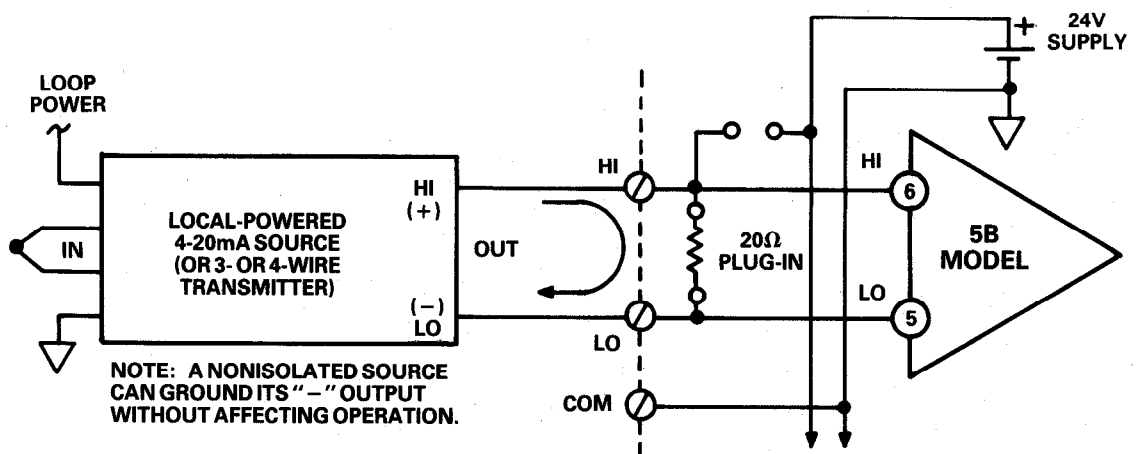 24V
SUPPLY
+
LOOP
POWER
HI
HI
HI
(+)
6
LOCAL-POWERED
4-20mA SOURCE
(OR 3- OR 4-WIRE
TRANSMITTER)
IN
OUT
20Ω
PLUG-IN
5B
MODEL
(−)
LO
LO
LO
5
NOTE: A NONISOLATED SOURCE
CAN GROUND ITS "−" OUTPUT
WITHOUT AFFECTING OPERATION.
COM